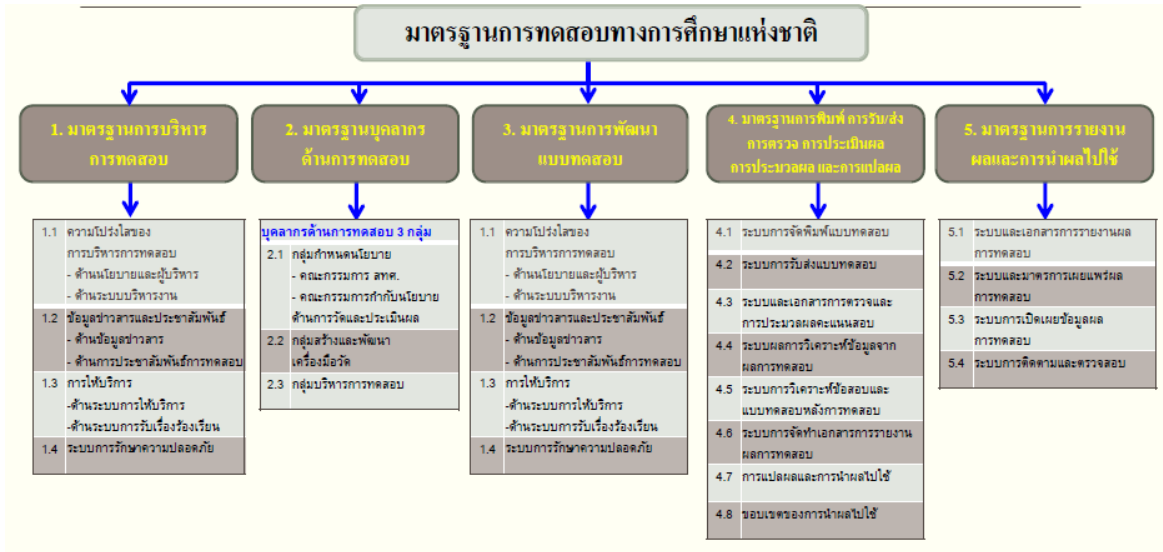 มาตรฐานการทดสอบทางการศึกษาแห่งชาติ
1. มาตรฐานการบริหาร
การทดสอบ
2. มาตรฐานบุคลากร
ด้านการทดสอบ
3. มาตรฐานการพัฒนา
แบบทดสอบ
4. มาตรฐานการพิมพ์ การรับ/ส่ง
การตรวจ การประเมินผล
การประมวลผล และการแปลผล
5. มาตรฐานการรายงาน
ผลและการนำผลไปใช้
1.1 ความโปร่งใสของ
การบริหารการทดสอบ
- ด้านนโยบายและผู้บริหาร
- ด้านระบบบริหารงาน
1.2 ข้อมูลข่าวสารและประชาสัมพันธ์
- ด้านข้อมูลข่าวสาร
- ด้านการประชาสัมพันธ์การทดสอบ
1.3 การให้บริการ
-ด้านระบบการให้บริการ
-ด้านระบบการรับเรื่องร้องเรียน
1.4 ระบบการรักษาความปลอดภัย
บุคลากรด้านการทดสอบ 3 กลุ่ม
2.1 กลุ่มกำหนดนโยบาย
- คณะกรรมการ สทศ.
- คณะกรรมการกำกับนโยบาย
ด้านการวัดและประเมินผล
2.2 กลุ่มสร้างและพัฒนา
เครื่องมือวัด
2.3 กลุ่มบริหารการทดสอบ
1.1 ความโปร่งใสของ
การบริหารการทดสอบ
- ด้านนโยบายและผู้บริหาร
- ด้านระบบบริหารงาน
1.2 ข้อมูลข่าวสารและประชาสัมพันธ์
- ด้านข้อมูลข่าวสาร
- ด้านการประชาสัมพันธ์การทดสอบ
1.3 การให้บริการ
-ด้านระบบการให้บริการ
-ด้านระบบการรับเรื่องร้องเรียน
1.4 ระบบการรักษาความปลอดภัย
4.1 ระบบการจัดพิมพ์แบบทดสอบ
4.2 ระบบการรับส่งแบบทดสอบ
4.3 ระบบและเอกสารการตรวจและ
การประมวลผลคะแนนสอบ
4.4 ระบบผลการวิเคราะห์ข้อมูลจาก
ผลการทดสอบ
4.5 ระบบการวิเคราะห์ข้อสอบและ
แบบทดสอบหลังการทดสอบ
4.6 ระบบการจัดทำเอกสารการรายงาน
ผลการทดสอบ
4.7 การแปลผลและการนำผลไปใช้
4.8 ขอบเขตของการนำผลไปใช้
5.1 ระบบและเอกสารการรายงานผล
การทดสอบ
5.2 ระบบและมาตรการเผยแพร่ผล
การทดสอบ
5.3 ระบบการเปิดเผยข้อมูลผล
การทดสอบ
5.4 ระบบการติดตามและตรวจสอบ